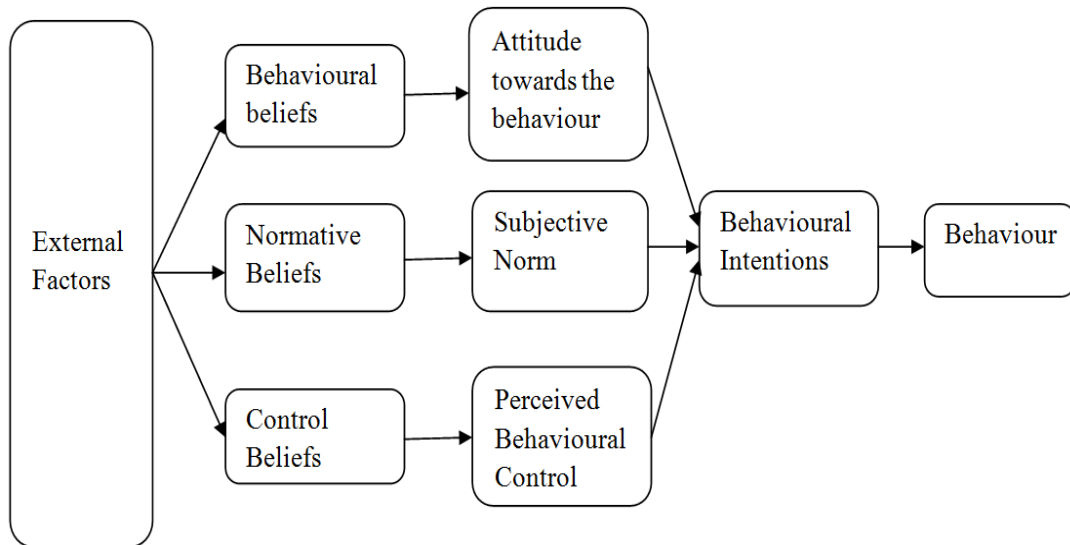 External
Factors
Behavioural
beliefs
Normative
Beliefs
Control
Beliefs
Attitude
towards the
behaviour
Subjective
Norm
Perceived
Behavioural
Control
Behavioural
Intentions
Behaviour